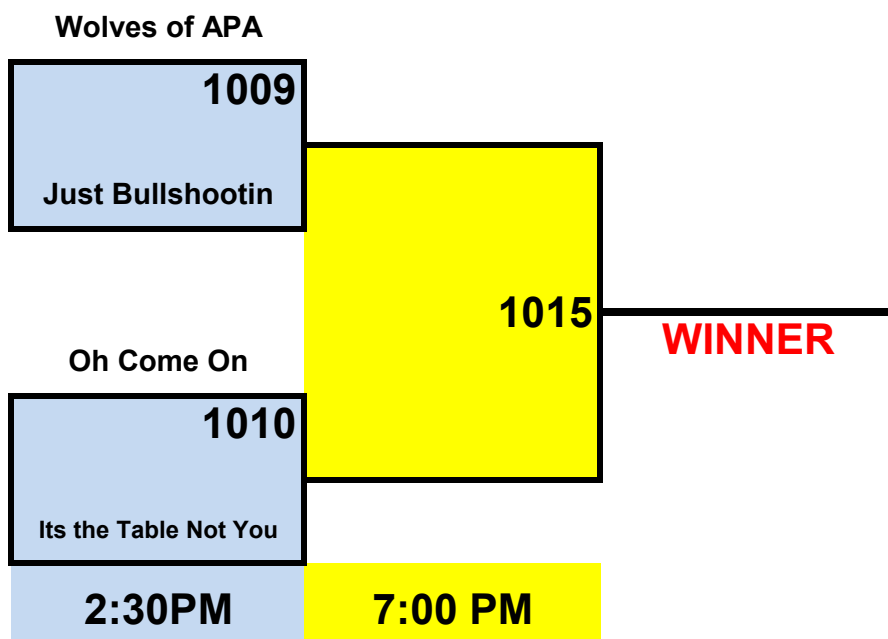 Wolves of APA
1009
Just Bullshootin
1015
WINNER
Oh Come On
1010
Its the Table Not You
2:30PM
7:00 PM